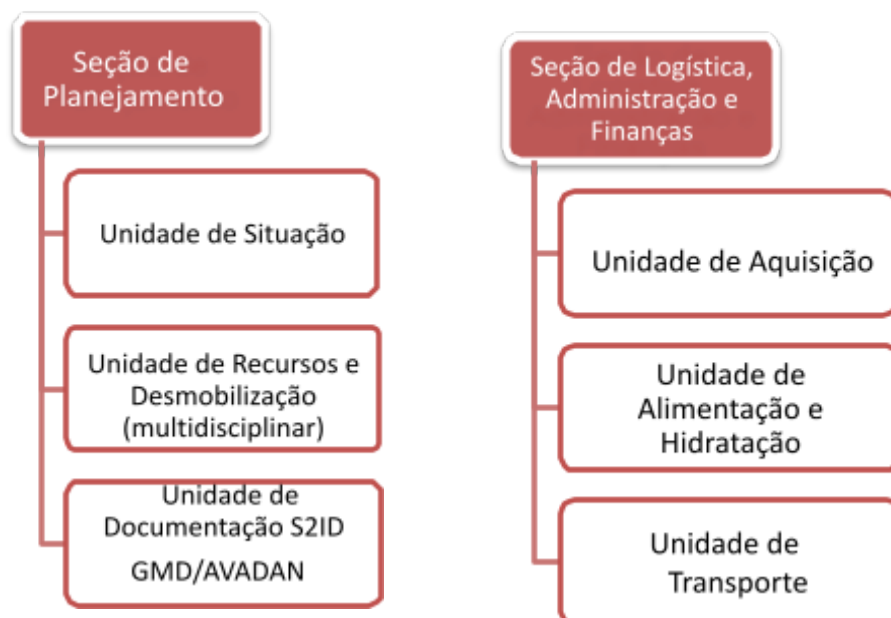 Seção de
Planejamento
Unidade de Situação
Unidade de Recursos e
Desmobilização
(multidisciplinar)
Unidade de
Documentação S2ID
GMD/AVADAN
Seção de Logística,
Administração e
Finanças
Unidade de Aquisição
Unidade de
Alimentação e
Hidratação
Unidade de
Transporte